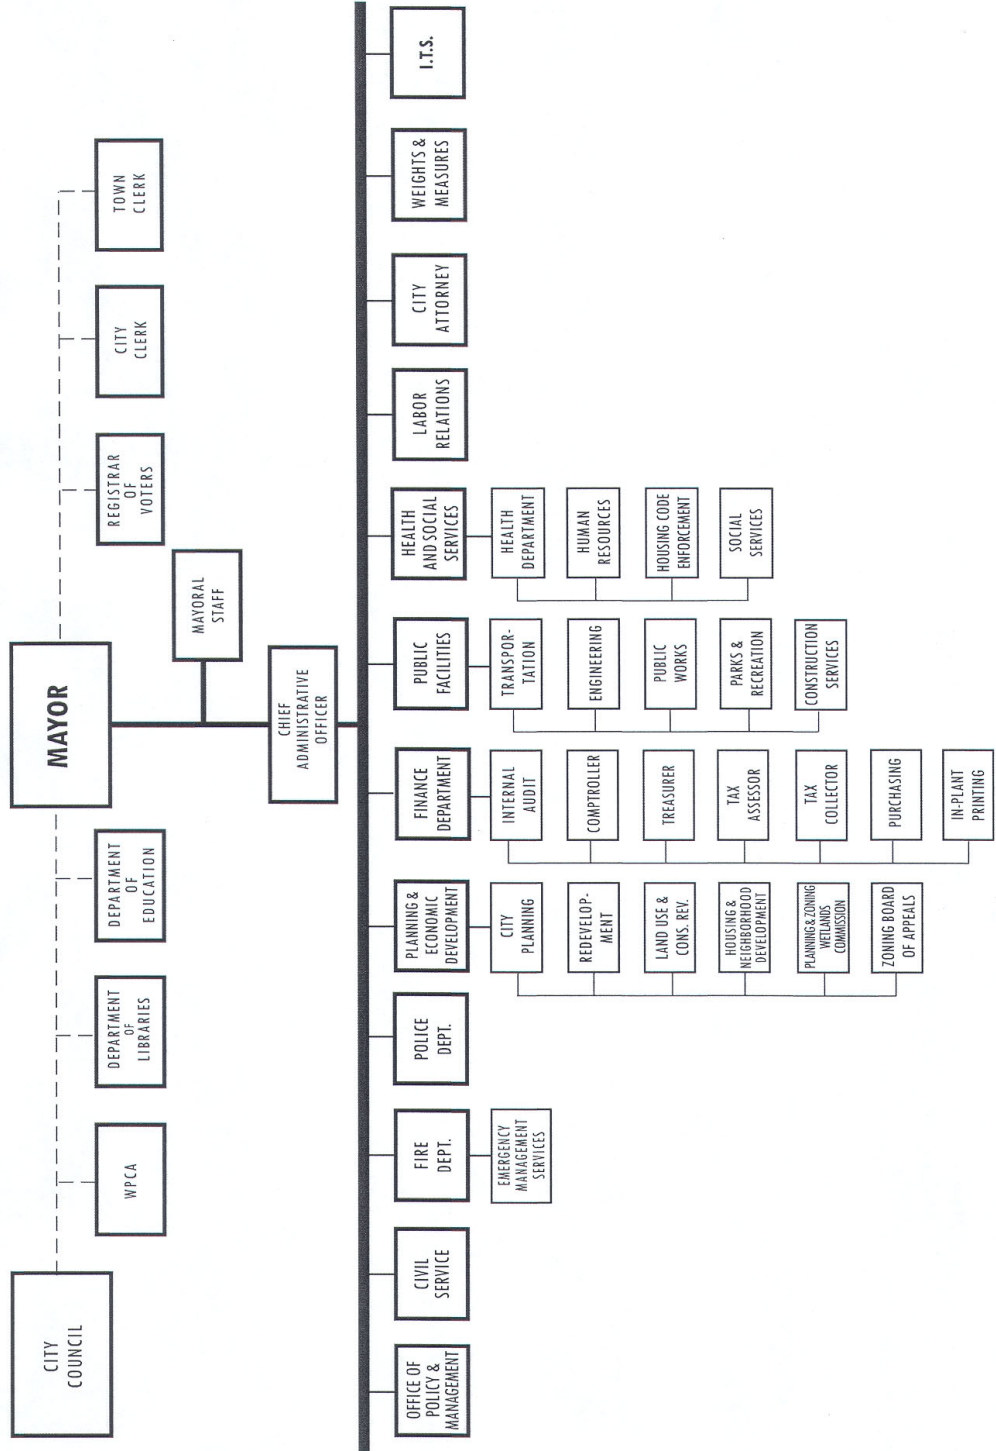 CITY
COUNCIL
WPCA
DEPARTMENT
OF
LIBRARIES
DEPARTMENT
OF
EDUCATION
MAYOR
REGISTRAR
OF
VOTERS
CITY
CLERK
TOWN
CLERK
MAYORAL
STAFF
CHIEF
ADMINISTRATIVE
OFFICER
OFFICE OF
POLICY &
MANAGEMENT
CIVIL
SERVICE
FIRE
DEPT.
EMERGENCY
MANAGEMENT
SERVICES
POLICE
DEPT.
PLANNING &
ECONOMIC
DEVELOPMENT
CITY
PLANNING
REDEVELOP-
MENT
LAND USE &
CONS. REV.
HOUSING &
NEIGHBORHOOD
DEVELOPMENT
PLANNING & ZONING
WETLANDS
COMMISSION
ZONING BOARD
OF APPEALS
FINANCE
DEPARTMENT
INTERNAL
AUDIT
COMPTROLLER
TREASURER
TAX
ASSESSOR
TAX
COLLECTOR
PURCHASING
IN-PLANT
PRINTING
PUBLIC
FACILITIES
TRANSPOR-
TATION
ENGINEERING
PUBLIC
WORKS
PARKS &
RECREATION
CONSTRUCTION
SERVICES
HEALTH
AND SOCIAL
SERVICES
HEALTH
DEPARTMENT
HUMAN
RESOURCES
HOUSING CODE
ENFORCEMENT
SOCIAL
SERVICES
LABOR
RELATIONS
CITY
ATTORNEY
WEIGHTS &
MEASURES
I.T.S.